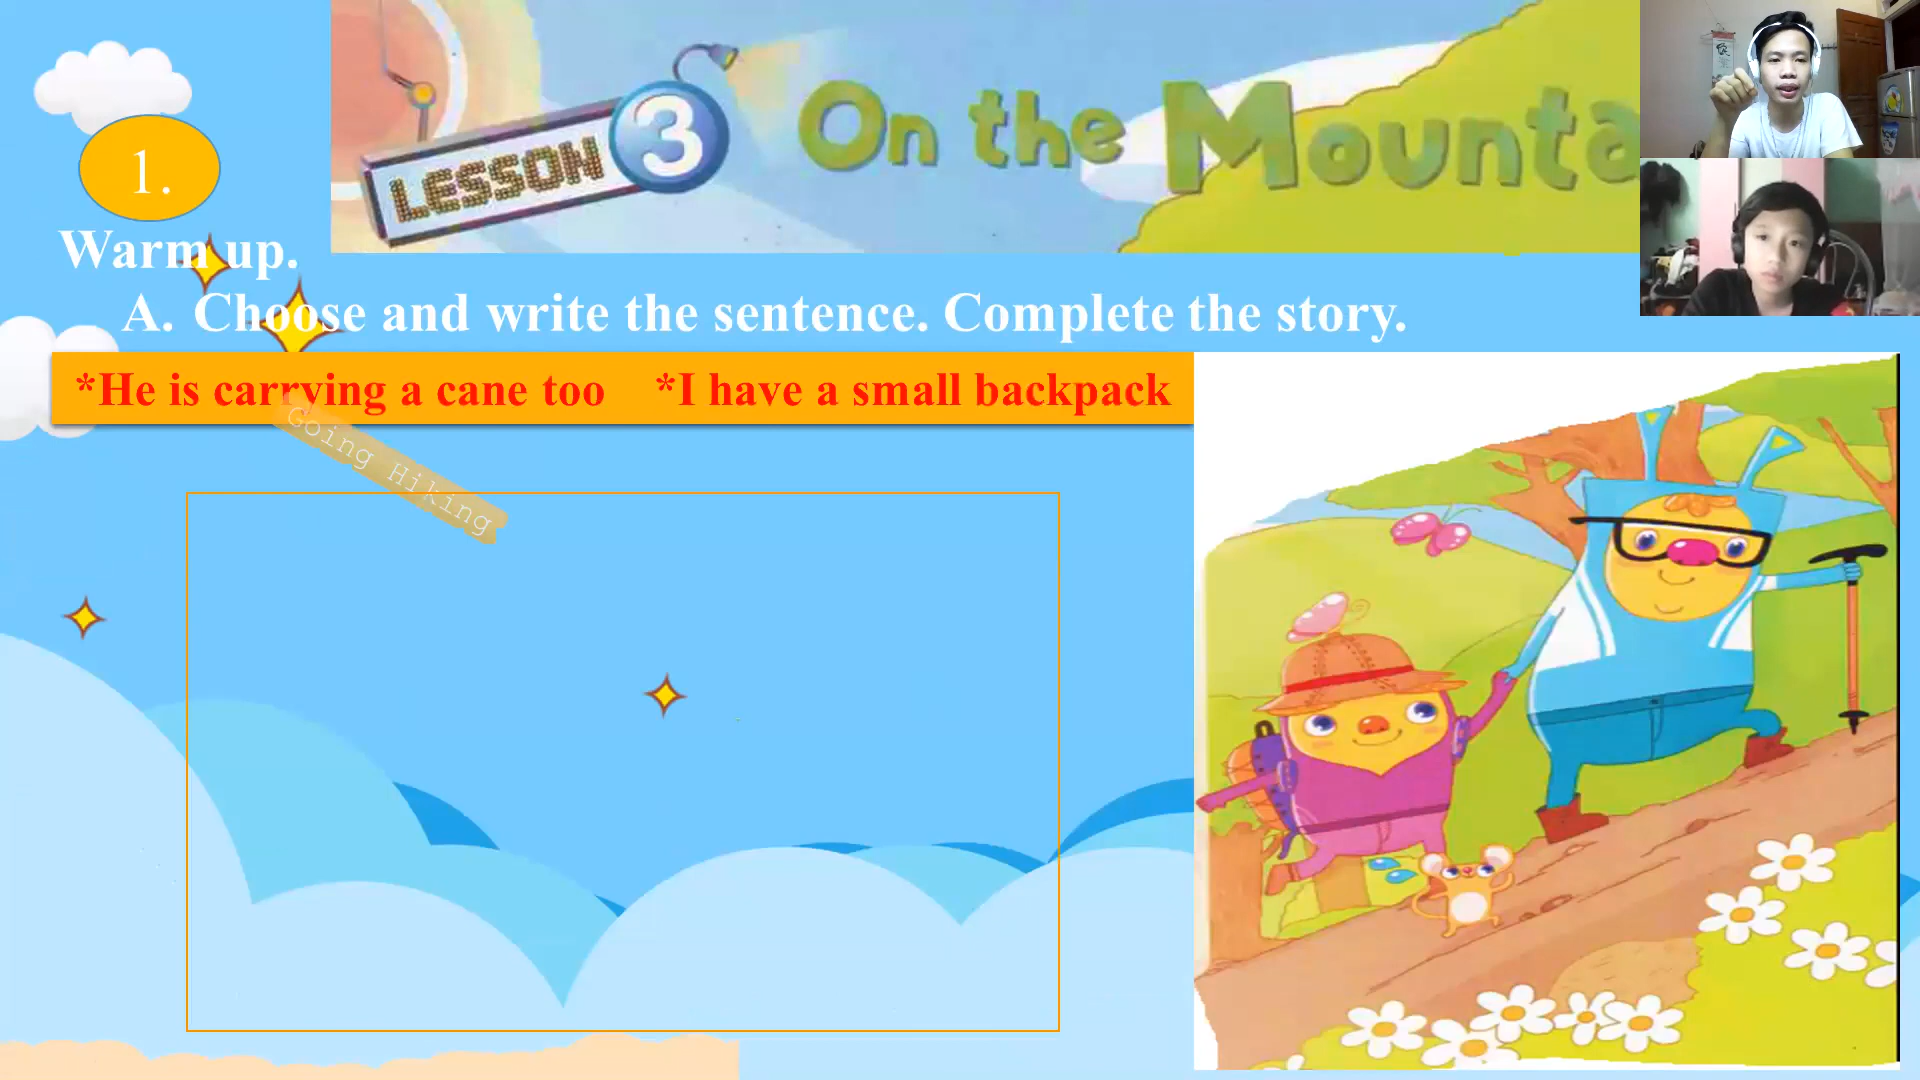 LESSON 3 On the Mounta
1.
Warm up.
A. Choose and write the sentence. Complete the story.
*He is carrying a cane too *I have a small backpack
Going Hiking